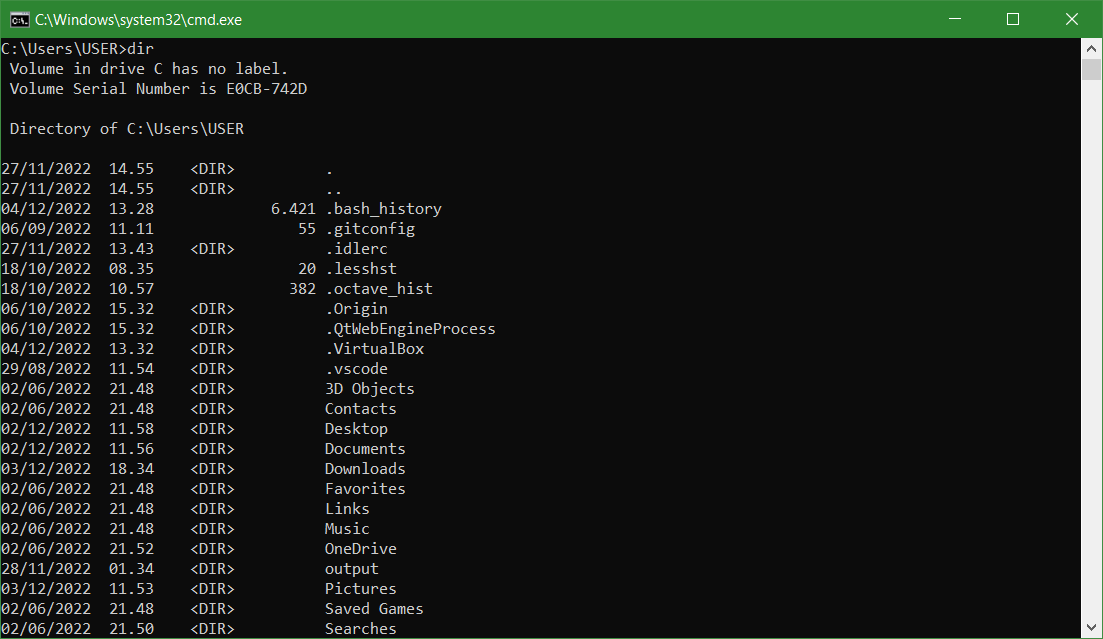 C:\Windows\system32\cmd.exe
C:\Users\USER>dir
 Volume in drive C has no label.
 Volume Serial Number is E0CB-742D

 Directory of C:\Users\USER

27/11/2022  14.55    <DIR>          .
27/11/2022  14.55    <DIR>          ..
04/12/2022  13.28             6.421 .bash_history
06/09/2022  11.11                55 .gitconfig
27/11/2022  13.43    <DIR>          .idlerc
18/10/2022  08.35                20 .lesshst
18/10/2022  10.57               382 .octave_hist
06/10/2022  15.32    <DIR>          .Origin
06/10/2022  15.32    <DIR>          .QtWebEngineProcess
04/12/2022  13.32    <DIR>          .VirtualBox
29/08/2022  11.54    <DIR>          .vscode
02/06/2022  21.48    <DIR>          3D Objects
02/06/2022  21.48    <DIR>          Contacts
02/12/2022  11.58    <DIR>          Desktop
02/12/2022  11.56    <DIR>          Documents
03/12/2022  18.34    <DIR>          Downloads
02/06/2022  21.48    <DIR>          Favorites
02/06/2022  21.48    <DIR>          Links
02/06/2022  21.48    <DIR>          Music
02/06/2022  21.52    <DIR>          OneDrive
28/11/2022  01.34    <DIR>          output
03/12/2022  11.53    <DIR>          Pictures
02/06/2022  21.48    <DIR>          Saved Games
02/06/2022  21.50    <DIR>          Searches